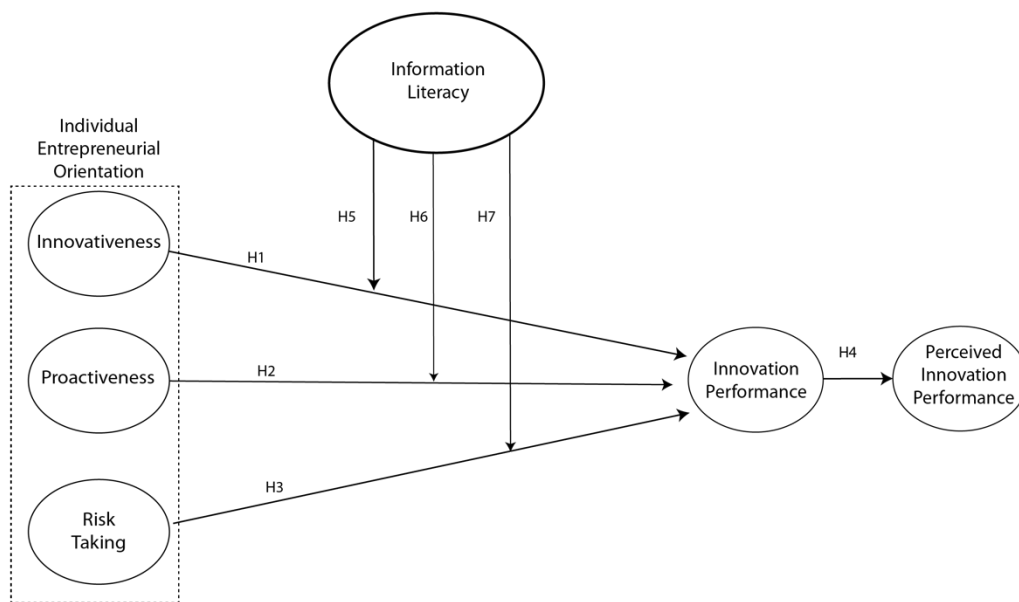 Information
Literacy
Individual
Entrepreneurial
Orientation
Innovativeness
H5
H6
H7
H1
Proactiveness
H2
Innovation
Performance
H4
Perceived
Innovation
Performance
H3
Risk
Taking